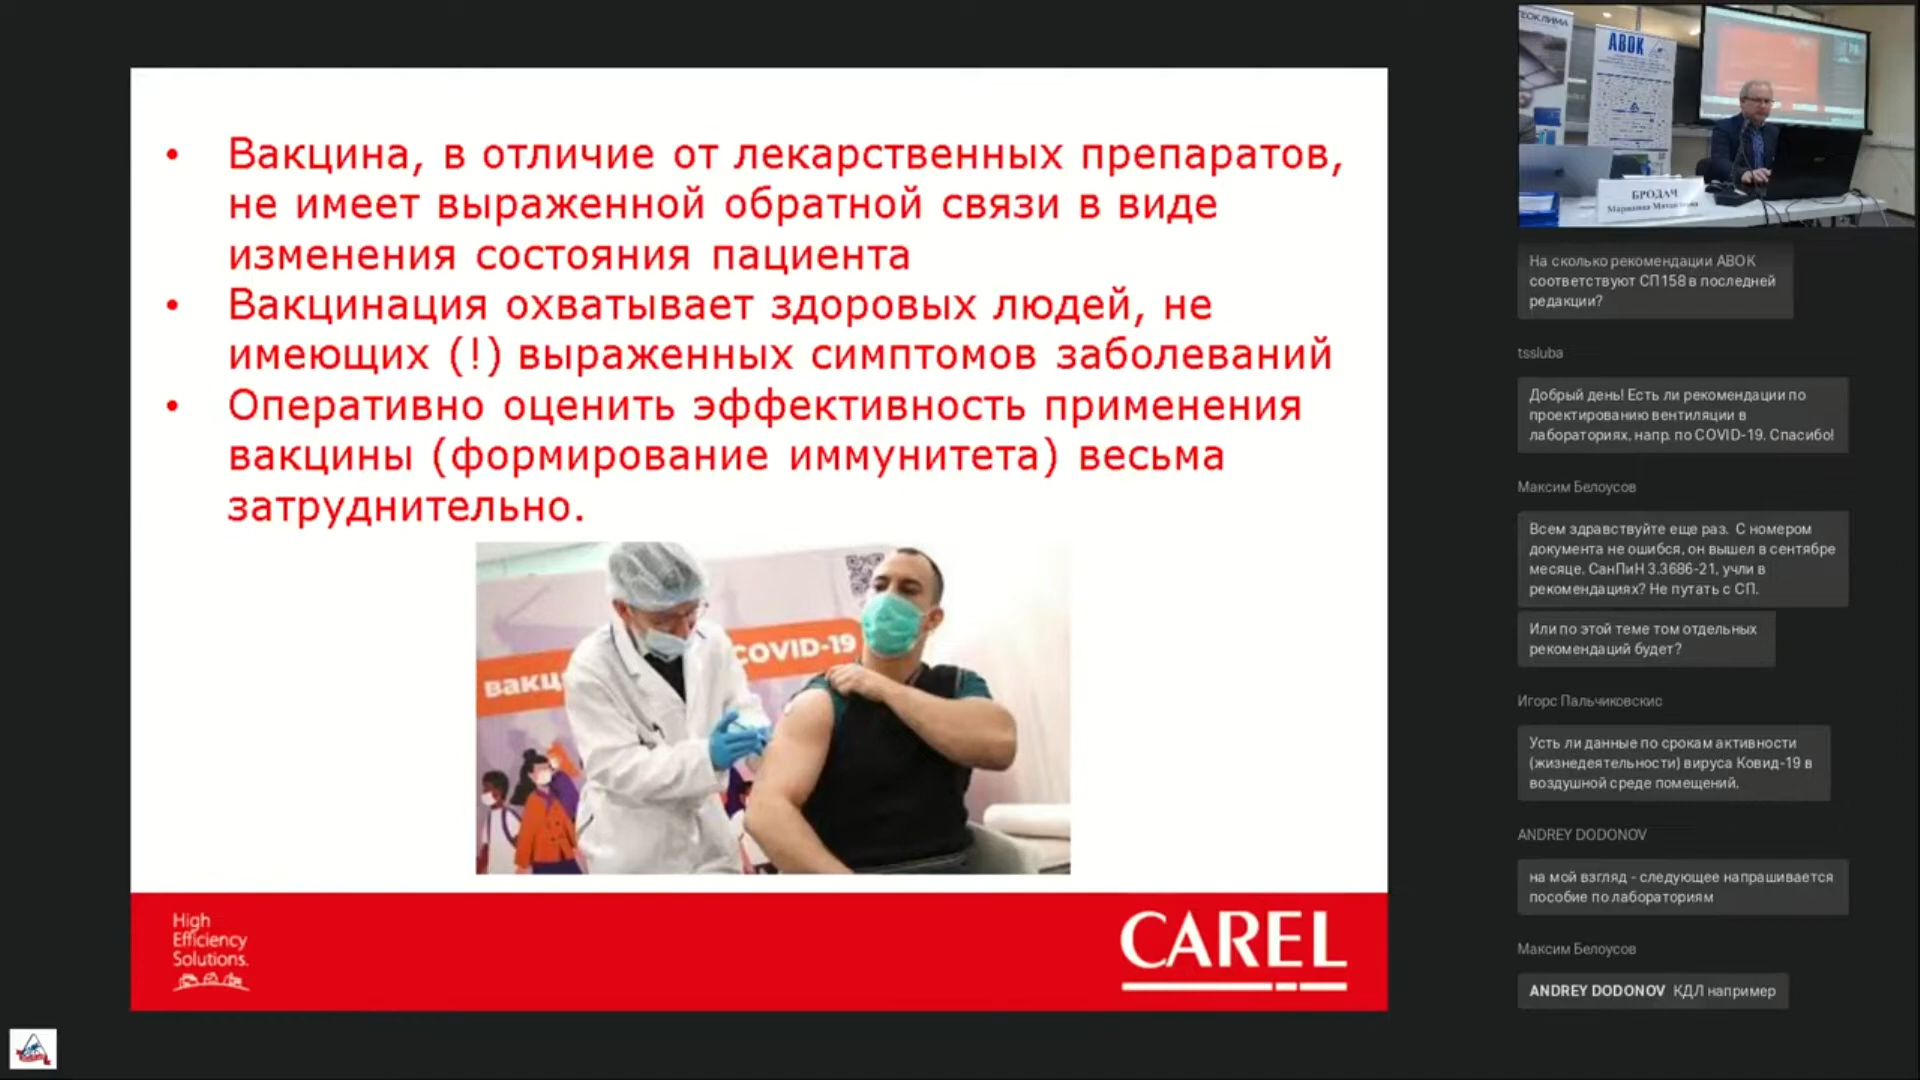 • Вакцина, в отличие от лекарственных препаратов,
не имеет выраженной обратной связи в виде
изменения состояния пациента
• Вакцинация охватывает здоровых людей, не
имеющих (!) выраженных симптомов заболеваний
• Оперативно оценить эффективность применения
вакцины (формирование иммунитета) весьма
затруднительно.
COVID-19
вакц
High
Efficiency
Solutions.
CAREL
АВОК
БРОДАЧ
На сколько рекомендации АВОК
соответствуют СП158 в последней
редакции?
tssluba
Добрый день! Есть ли рекомендации по
проектированию вентиляции в
лабораториях, напр. по COVID-19. Спасибо!
Максим Белоусов
Всем здравствуйте еще раз. С номером
документа не ошибся, он вышел в сентябре
месяце. СанПиН 3.3686-21, учли в
рекомендациях? Не путать с СП.
Или по этой теме том отдельных
рекомендаций будет?
Игорс Пальчиковскис
Усть ли данные по срокам активности
(жизнедеятельности) вируса Ковид-19 в
воздушной среде помещений.
ANDREY DODONOV
на мой взгляд - следующее напрашивается
пособие по лабораториям
Максим Белоусов
ANDREY DODONOV КДЛ например